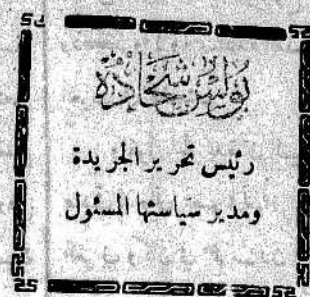 بولس شحادة
رئيس تحرير الجريدة
ومدير سياستها المسئول